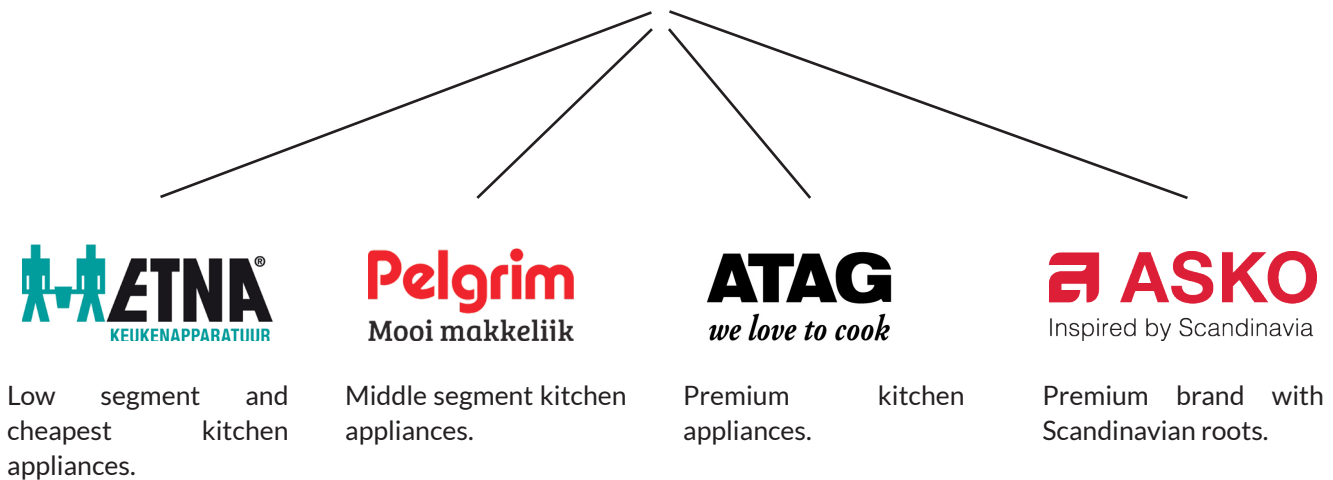 ETNA®
KEUKENAPPARATUUR
Low segment and
cheapest kitchen
appliances.
Pelgrim
Mooi makkelijk
Middle segment kitchen
appliances.
ATAG
we love to cook
Premium kitchen
appliances.
ASKO
Inspired by Scandinavia
Premium brand with
Scandinavian roots.